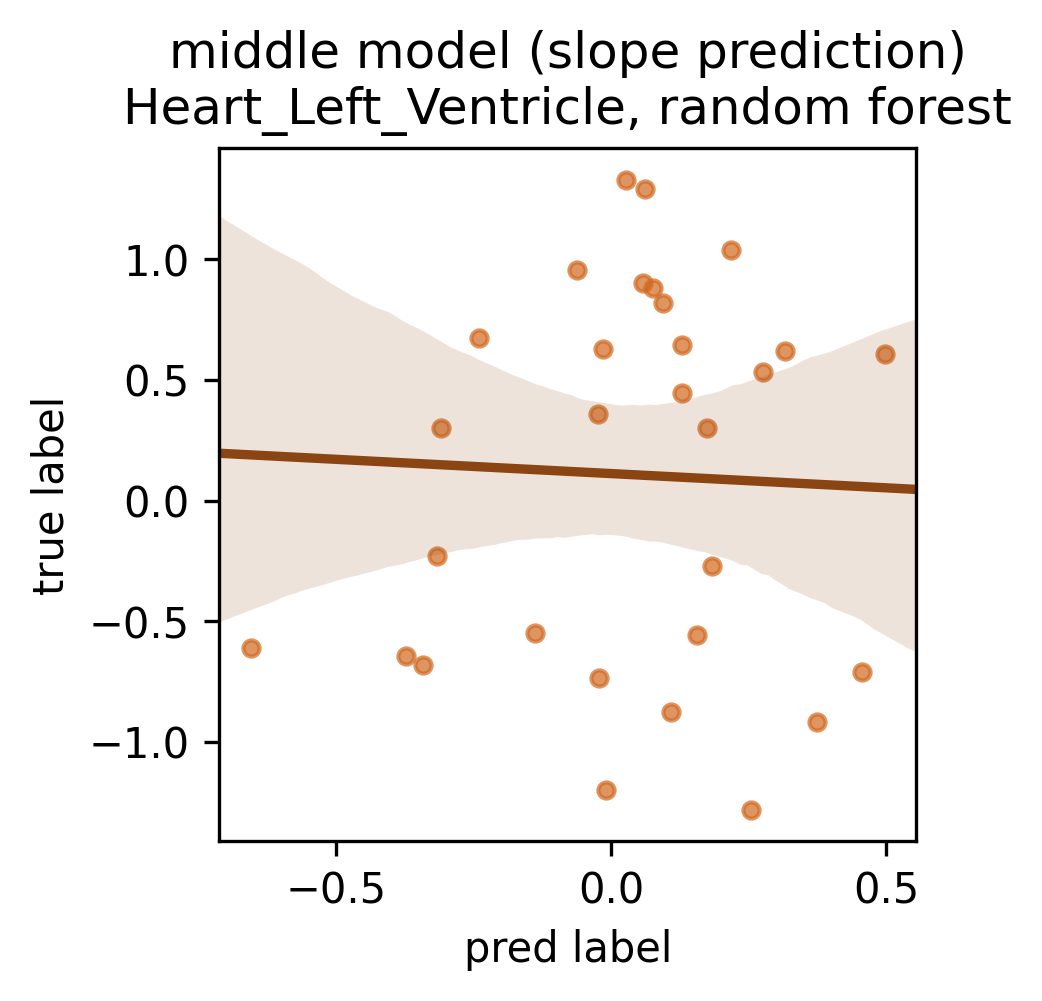 middle model (slope prediction)
Heart_Left_Ventricle, random forest
1.0
0.5
0.0
−0.5
−1.0
true label
−0.5
0.0
0.5
pred label